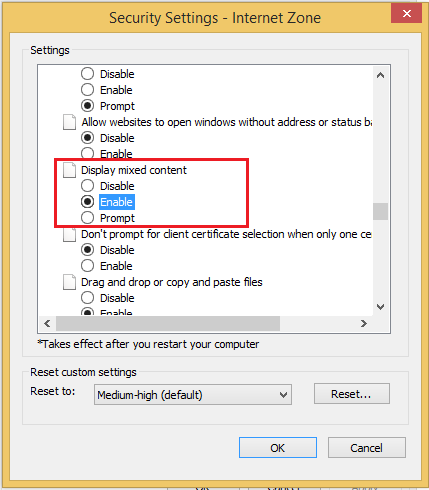 Security Settings - Internet Zone
Settings
Disable
Enable
Prompt
Allow websites to open windows without address or status ba
Disable
Enable
Display mixed content
Disable
Enable
Prompt
Don't prompt for client certificate selection when only one ce
Disable
Enable
Drag and drop or copy and paste files
Disable
Enable
*Takes effect after you restart your computer
Reset custom settings
Reset to:
Medium-high (default)
Reset...
OK
Cancel